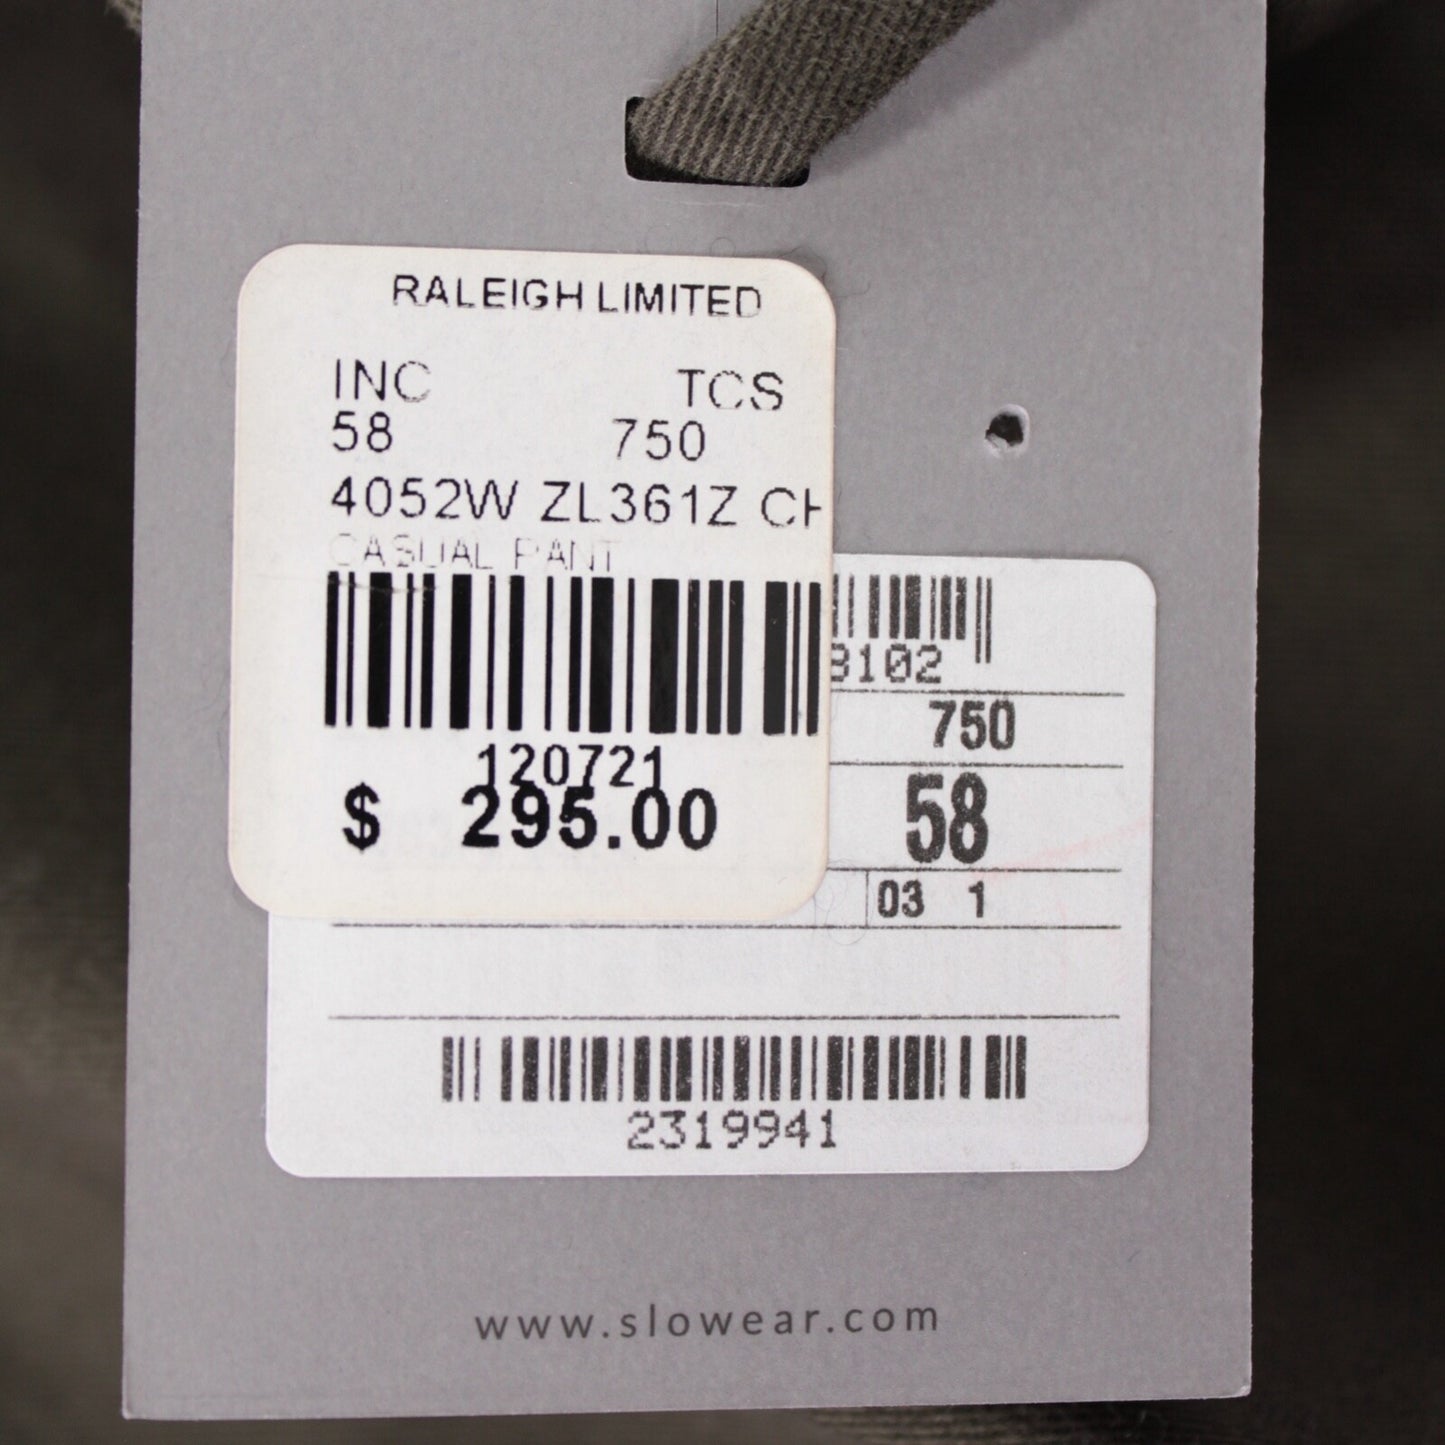 RALEIGH LIMITED
INC TCS
58 750
4052W ZL361Z CH
CASUAL PANT
120721
$ 295.00
3102
750
58
03 1
2319941
www.slowear.com